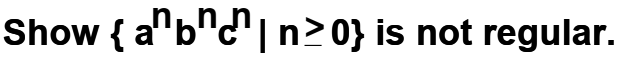 Show { aⁿbⁿcⁿ | n ≥ 0} is not regular.